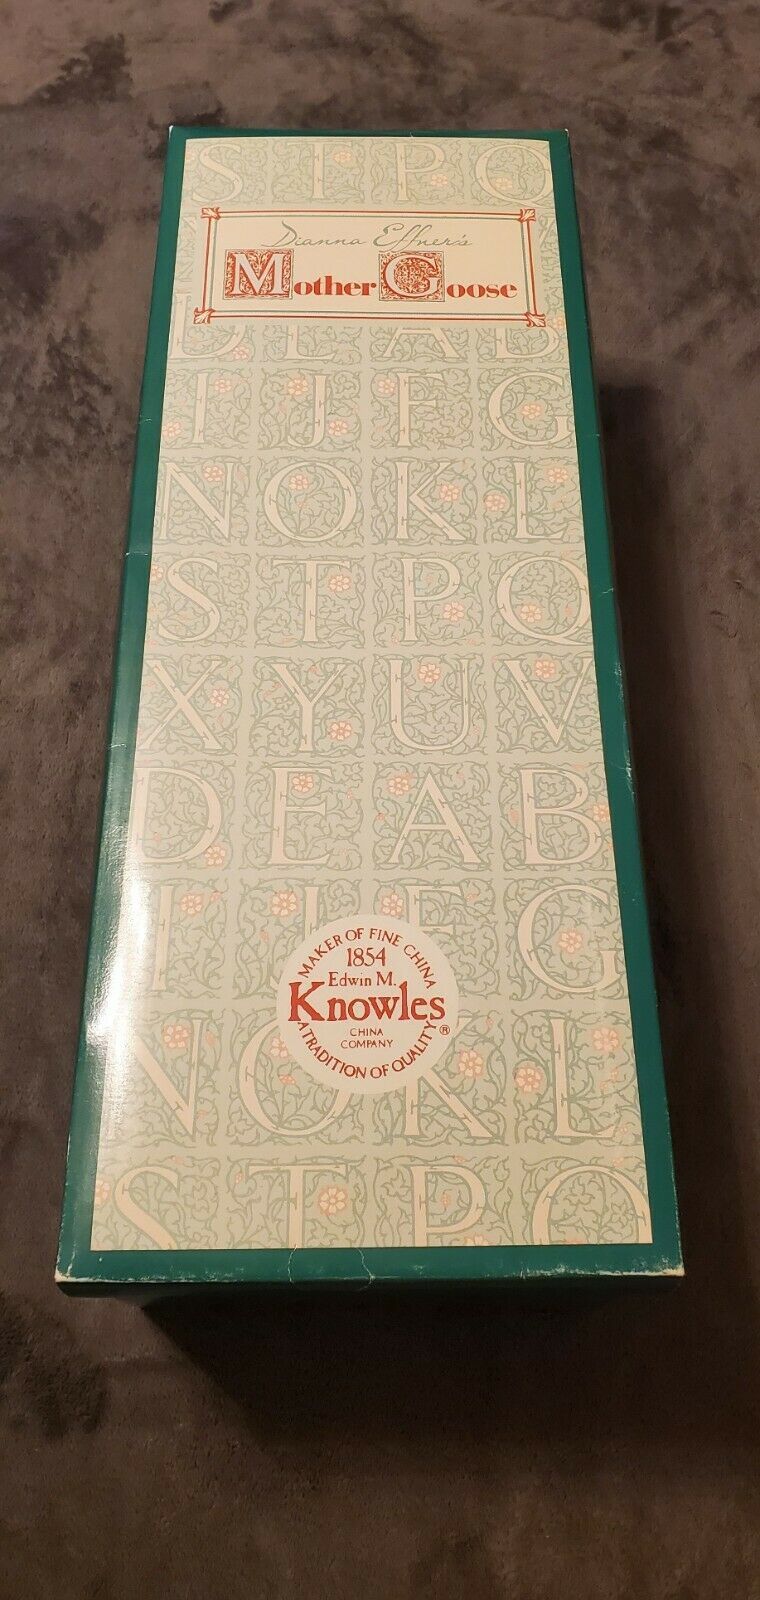 S T P Q
Dianna Effner's
Mother Goose
D E A B
I J F G
N O K L
S T P Q
X Y U V
D E A B
I J F G
MAKER OF FINE CHINA
1854
Edwin M.
Knowles ®
CHINA
COMPANY
A TRADITION OF QUALITY
N O K L
S T P Q